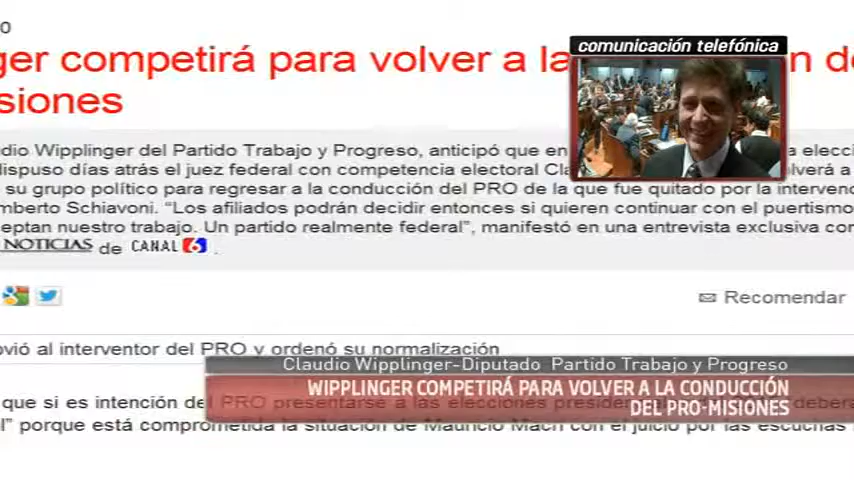 ger competirá para volver a la
comunicación telefónica
siones
dio Wipplinger del Partido Trabajo y Progreso, anticipó que en
dispuso días atrás el juez federal con competencia electoral
su grupo político para regresar a la conducción del PRO de la que fue quitado por la
mberto Schiavoni. “Los afiliados podrán decidir entonces si quieren continuar con el puertismo
eptan nuestro trabajo. Un partido realmente federal”, manifestó en una entrevista exclusiva
NOTICIAS de CANAL 6 .
Recomendar
ovió al interventor del PRO y ordenó su normalización
Claudio Wipplinger-Diputado Partido Trabajo y Progreso
WIPPLINGER COMPETIRÁ PARA VOLVER A LA CONDUCCIÓN
DEL PRO-MISIONES
que si es intención del PRO presentarse a las elecciones
porque está comprometida la situación de Mauricio Macri con el juicio por las escuchas